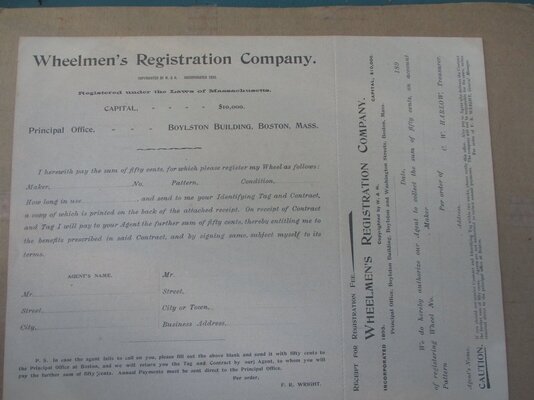 Wheelmen's Registration Company.
COPYRIGHTED BY W. & H. INCORPORATED 1895.
Registered under the Laws of Massachusetts.
CAPITAL, - - - $10,000.
Principal Office, - - - BOYLSTON BUILDING, BOSTON, MASS.
I herewith pay the sum of fifty cents, for which please register my Wheel as follows:
Maker, No. Pattern, Condition,
How long in use and send me your Identifying Tag and Contract,
a copy of which is printed on the back of the attached receipt. On receipt of Contract
and Tag I will pay to your Agent the further sum of fifty cents, thereby entitling me to
the benefits prescribed in said Contract, and by signing same, subject myself to its
terms.
AGENT'S NAME. Mr.
Mr. Street,
Street, City or Town,
City, Business Address,
P. S. In case the agent fails to call on you, please fill out the above blank and send it with fifty cents to
the Principal Office at Boston, and we will return you the Tag and Contract by our Agent, to whom you will
pay the further sum of fifty cents. Annual Payments must be sent direct to the Principal Office.
Per order,
F. R. WRIGHT.
RECEIPT FOR REGISTRATION FEE.
WHEELMEN'S REGISTRATION COMPANY.
Copyrighted by W. & H.
INCORPORATED 1895. CAPITAL, $10,000.
Principal Office, Boylston Building, Boylston and Washington Streets, Boston, Mass.
Date, 189
We do hereby authorize our Agent to collect the sum of fifty cents, on account
of registering Wheel No. Maker
Pattern Per order of C. W. HARLOW, Treasurer.
Agent's Name, Address,
CAUTION.